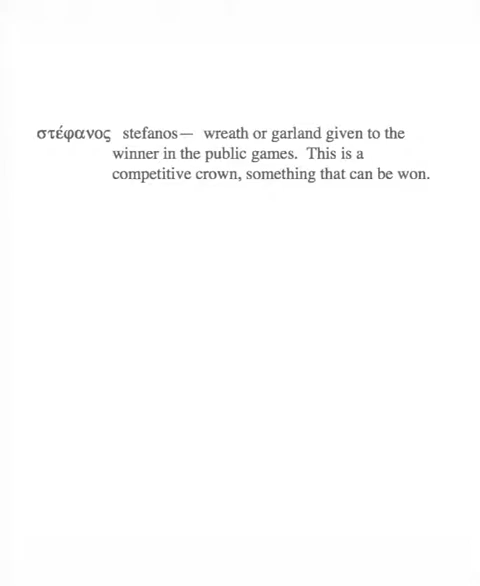 στέφανος stefanos— wreath or garland given to the
winner in the public games. This is a
competitive crown, something that can be won.